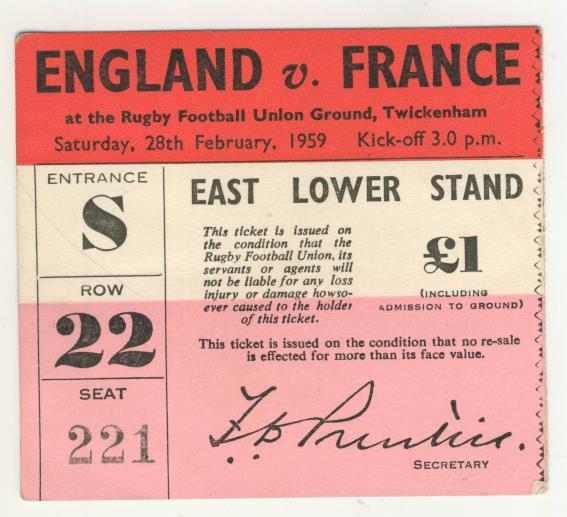 ENGLAND v. FRANCE
at the Rugby Football Union Ground, Twickenham
Saturday, 28th February, 1959 Kick-off 3.0 p.m.
ENTRANCE
S
ROW
22
SEAT
221
EAST LOWER STAND
This ticket is issued on
the condition that the
Rugby Football Union, its
servants or agents will
not be liable for any loss
injury or damage howso-
ever caused to the holder
of this ticket.
£1
(INCLUDING
ADMISSION TO GROUND)
This ticket is issued on the condition that no re-sale
is effected for more than its face value.
SECRETARY